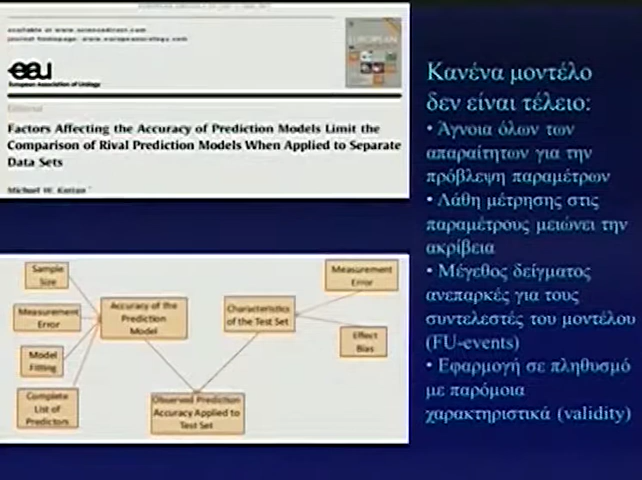 available at www.sciencedirect.com
journal homepage: www.europeanurology.com
EUROPEAN
eau
European Association of Urology
Editorial
Factors Affecting the Accuracy of Prediction Models Limit the
Comparison of Rival Prediction Models When Applied to Separate
Data Sets
Michael W. Kattan *
Sample
Size
Measurement
Error
Model
Fitting
Complete
List of
Predictors
Accuracy of the
Prediction
Model
Characteristics
of the Test Set
Measurement
Error
Effect
Bias
Observed Prediction
Accuracy Applied to
Test Set
Κανένα μοντέλο
δεν είναι τέλειο:
• Άγνοια όλων των
απαραίτητων για την
πρόβλεψη παραμέτρων
• Λάθη μέτρησης στις
παραμέτρους μειώνει την
ακρίβεια
• Μέγεθος δείγματος
ανεπαρκές για τους
συντελεστές του μοντέλου
(FU-events)
• Εφαρμογή σε πληθυσμό
με παρόμοια
χαρακτηριστικά (validity)